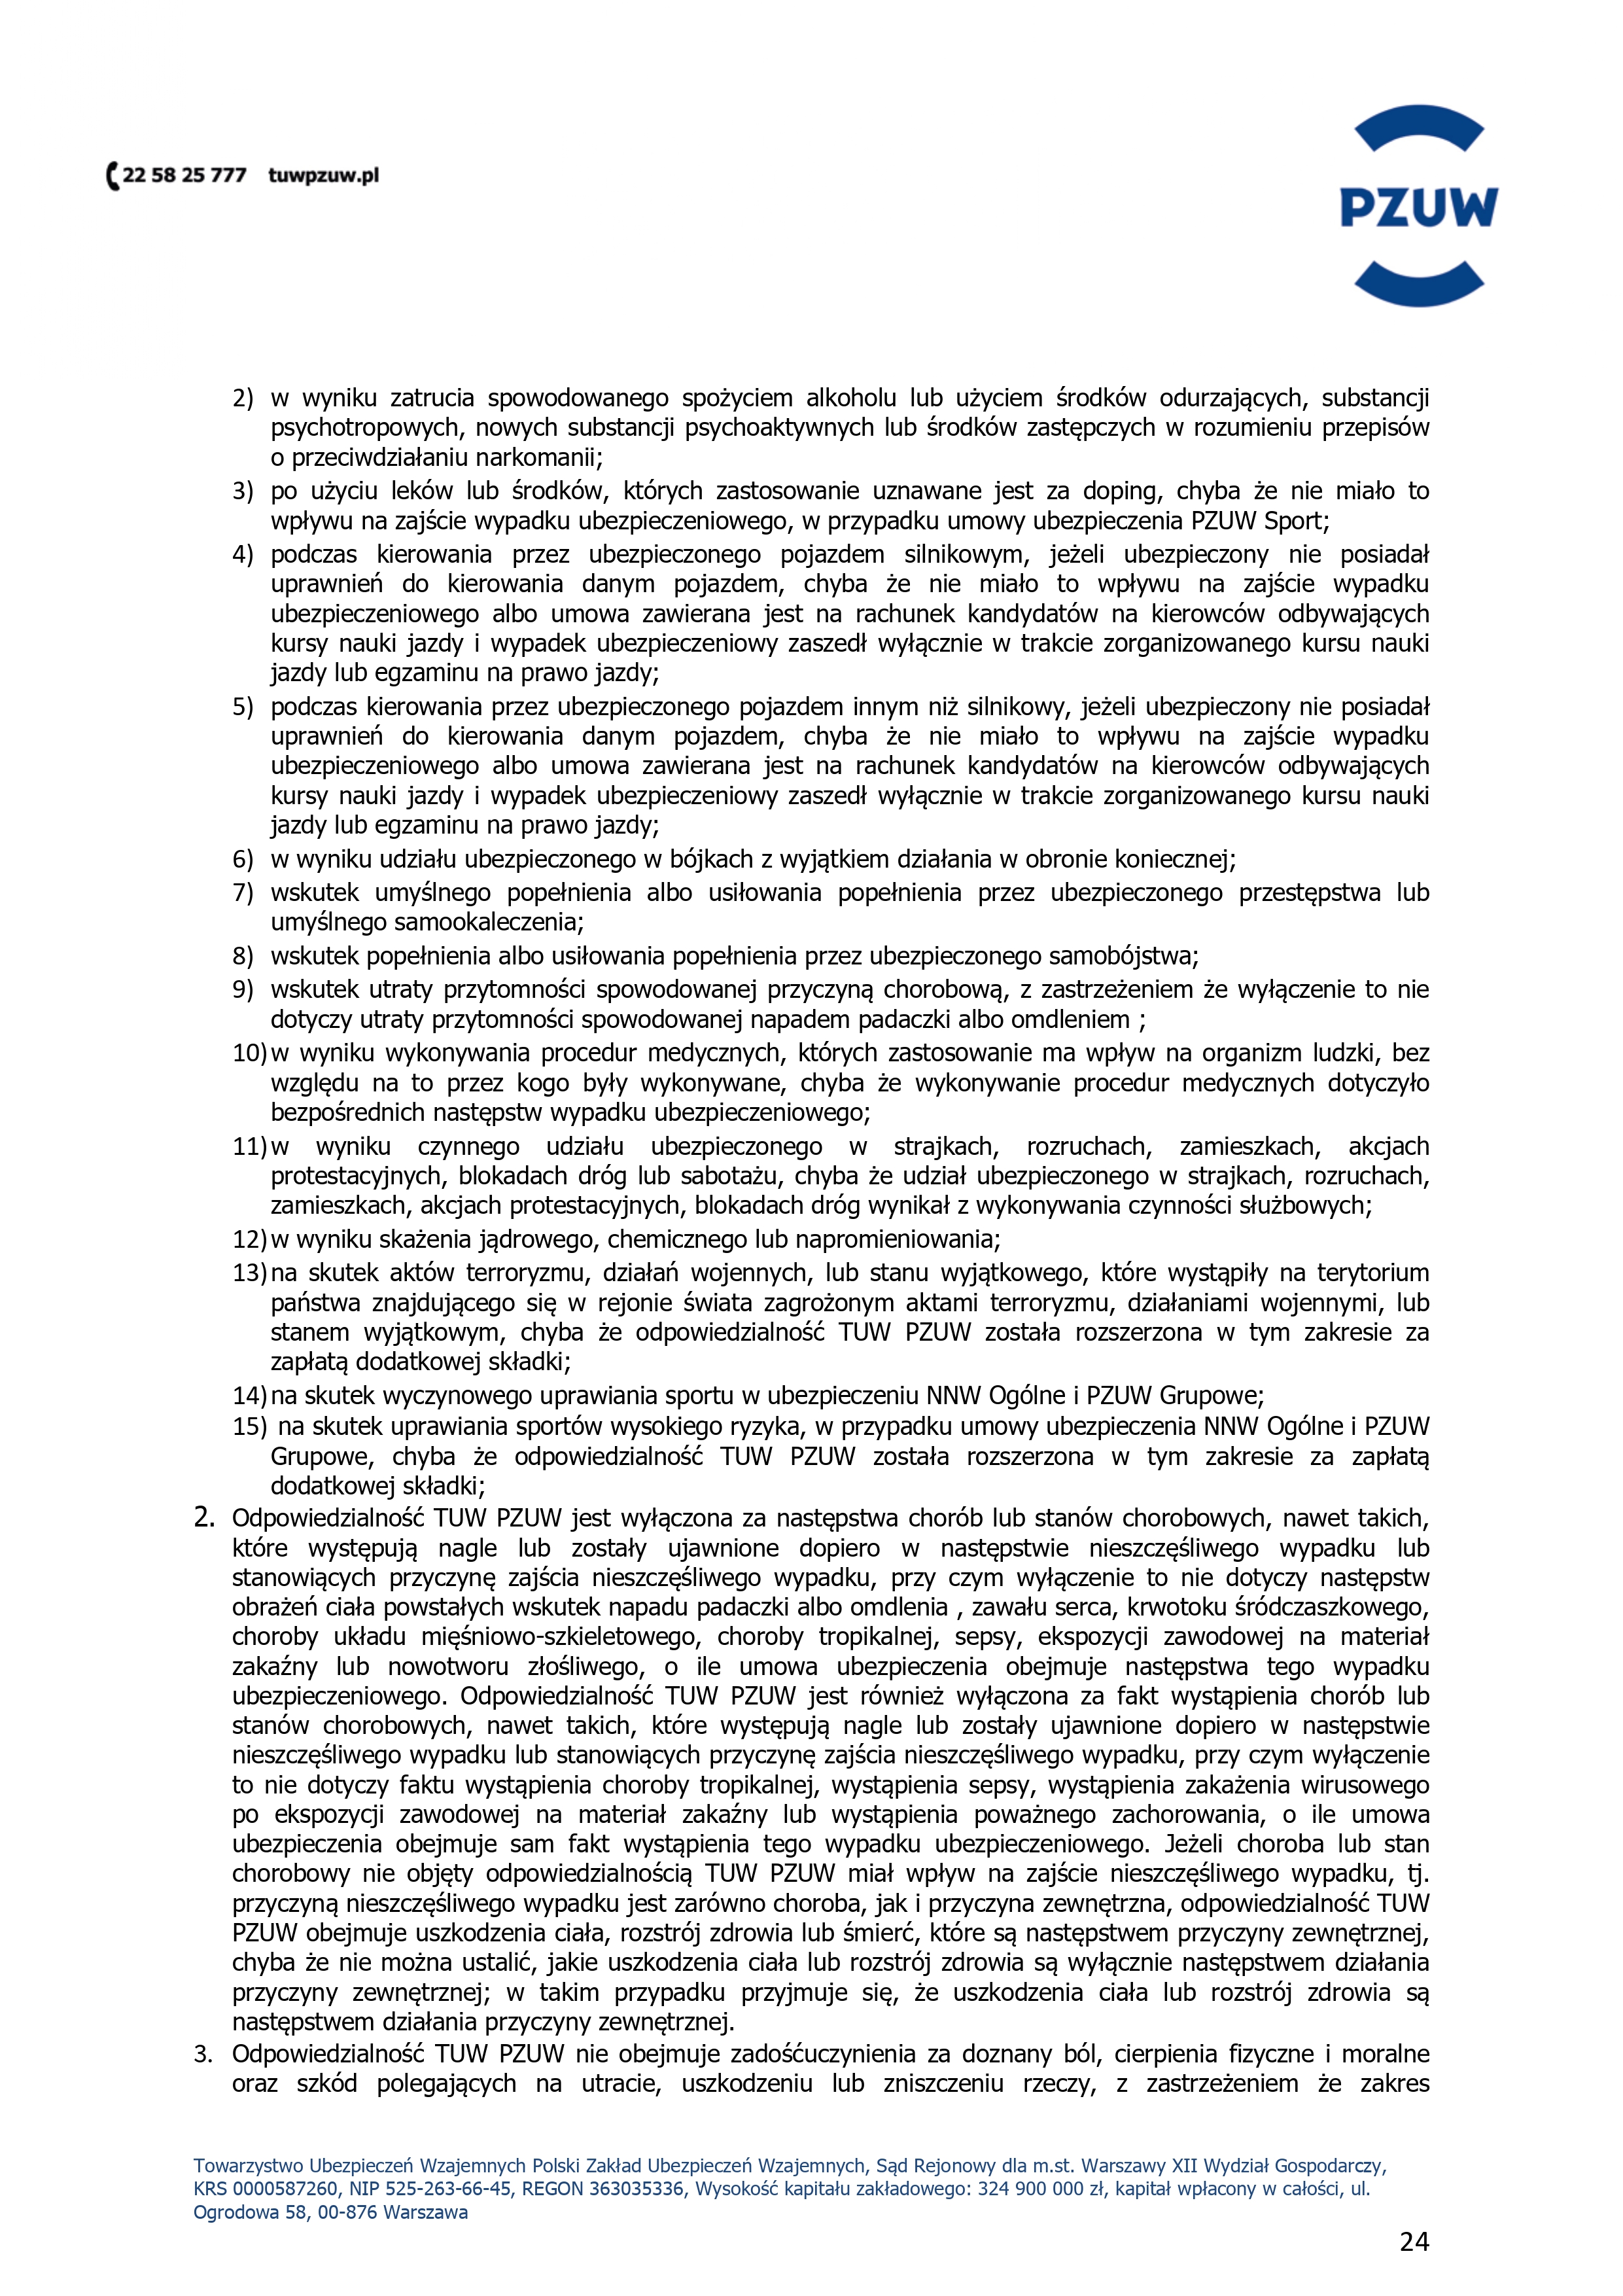 22 58 25 777 tuwpzuw.pl
PZUW
2) w wyniku zatrucia spowodowanego spożyciem alkoholu lub użyciem środków odurzających, substancji
psychotropowych, nowych substancji psychoaktywnych lub środków zastępczych w rozumieniu przepisów
o przeciwdziałaniu narkomanii;
3) po użyciu leków lub środków, których zastosowanie uznawane jest za doping, chyba że nie miało to
wpływu na zajście wypadku ubezpieczeniowego, w przypadku umowy ubezpieczenia PZUW Sport;
4) podczas kierowania przez ubezpieczonego pojazdem silnikowym, jeżeli ubezpieczony nie posiadał
uprawnień do kierowania danym pojazdem, chyba że nie miało to wpływu na zajście wypadku
ubezpieczeniowego albo umowa zawierana jest na rachunek kandydatów na kierowców odbywających
kursy nauki jazdy i wypadek ubezpieczeniowy zaszedł wyłącznie w trakcie zorganizowanego kursu nauki
jazdy lub egzaminu na prawo jazdy;
5) podczas kierowania przez ubezpieczonego pojazdem innym niż silnikowy, jeżeli ubezpieczony nie posiadał
uprawnień do kierowania danym pojazdem, chyba że nie miało to wpływu na zajście wypadku
ubezpieczeniowego albo umowa zawierana jest na rachunek kandydatów na kierowców odbywających
kursy nauki jazdy i wypadek ubezpieczeniowy zaszedł wyłącznie w trakcie zorganizowanego kursu nauki
jazdy lub egzaminu na prawo jazdy;
6) w wyniku udziału ubezpieczonego w bójkach z wyjątkiem działania w obronie koniecznej;
7) wskutek umyślnego popełnienia albo usiłowania popełnienia przez ubezpieczonego przestępstwa lub
umyślnego samookaleczenia;
8) wskutek popełnienia albo usiłowania popełnienia przez ubezpieczonego samobójstwa;
9) wskutek utraty przytomności spowodowanej przyczyną chorobową, z zastrzeżeniem że wyłączenie to nie
dotyczy utraty przytomności spowodowanej napadem padaczki albo omdleniem ;
10) w wyniku wykonywania procedur medycznych, których zastosowanie ma wpływ na organizm ludzki, bez
względu na to przez kogo były wykonywane, chyba że wykonywanie procedur medycznych dotyczyło
bezpośrednich następstw wypadku ubezpieczeniowego;
11) w wyniku czynnego udziału ubezpieczonego w strajkach, rozruchach, zamieszkach, akcjach
protestacyjnych, blokadach dróg lub sabotażu, chyba że udział ubezpieczonego w strajkach, rozruchach,
zamieszkach, akcjach protestacyjnych, blokadach dróg wynikał z wykonywania czynności służbowych;
12) w wyniku skażenia jądrowego, chemicznego lub napromieniowania;
13) na skutek aktów terroryzmu, działań wojennych, lub stanu wyjątkowego, które wystąpiły na terytorium
państwa znajdującego się w rejonie świata zagrożonym aktami terroryzmu, działaniami wojennymi, lub
stanem wyjątkowym, chyba że odpowiedzialność TUW PZUW została rozszerzona w tym zakresie za
zapłatą dodatkowej składki;
14) na skutek wyczynowego uprawiania sportu w ubezpieczeniu NNW Ogólne i PZUW Grupowe;
15) na skutek uprawiania sportów wysokiego ryzyka, w przypadku umowy ubezpieczenia NNW Ogólne i PZUW
Grupowe, chyba że odpowiedzialność TUW PZUW została rozszerzona w tym zakresie za zapłatą
dodatkowej składki;
2. Odpowiedzialność TUW PZUW jest wyłączona za następstwa chorób lub stanów chorobowych, nawet takich,
które występują nagle lub zostały ujawnione dopiero w następstwie nieszczęśliwego wypadku lub
stanowiących przyczynę zajścia nieszczęśliwego wypadku, przy czym wyłączenie to nie dotyczy następstw
obrażeń ciała powstałych wskutek napadu padaczki albo omdlenia , zawału serca, krwotoku śródczaszkowego,
choroby układu mięśniowo-szkieletowego, choroby tropikalnej, sepsy, ekspozycji zawodowej na materiał
zakaźny lub nowotworu złośliwego, o ile umowa ubezpieczenia obejmuje następstwa tego wypadku
ubezpieczeniowego. Odpowiedzialność TUW PZUW jest również wyłączona za fakt wystąpienia chorób lub
stanów chorobowych, nawet takich, które występują nagle lub zostały ujawnione dopiero w następstwie
nieszczęśliwego wypadku lub stanowiących przyczynę zajścia nieszczęśliwego wypadku, przy czym wyłączenie
to nie dotyczy faktu wystąpienia choroby tropikalnej, wystąpienia sepsy, wystąpienia zakażenia wirusowego
po ekspozycji zawodowej na materiał zakaźny lub wystąpienia poważnego zachorowania, o ile umowa
ubezpieczenia obejmuje sam fakt wystąpienia tego wypadku ubezpieczeniowego. Jeżeli choroba lub stan
chorobowy nie objęty odpowiedzialnością TUW PZUW miał wpływ na zajście nieszczęśliwego wypadku, tj.
przyczyną nieszczęśliwego wypadku jest zarówno choroba, jak i przyczyna zewnętrzna, odpowiedzialność TUW
PZUW obejmuje uszkodzenia ciała, rozstrój zdrowia lub śmierć, które są następstwem przyczyny zewnętrznej,
chyba że nie można ustalić, jakie uszkodzenia ciała lub rozstrój zdrowia są wyłącznie następstwem działania
przyczyny zewnętrznej; w takim przypadku przyjmuje się, że uszkodzenia ciała lub rozstrój zdrowia są
następstwem działania przyczyny zewnętrznej.
3. Odpowiedzialność TUW PZUW nie obejmuje zadośćuczynienia za doznany ból, cierpienia fizyczne i moralne
oraz szkód polegających na utracie, uszkodzeniu lub zniszczeniu rzeczy, z zastrzeżeniem że zakres
Towarzystwo Ubezpieczeń Wzajemnych Polski Zakład Ubezpieczeń Wzajemnych, Sąd Rejonowy dla m.st. Warszawy XII Wydział Gospodarczy,
KRS 0000587260, NIP 525-263-66-45, REGON 363035336, Wysokość kapitału zakładowego: 324 900 000 zł, kapitał wpłacony w całości, ul.
Ogrodowa 58, 00-876 Warszawa
24